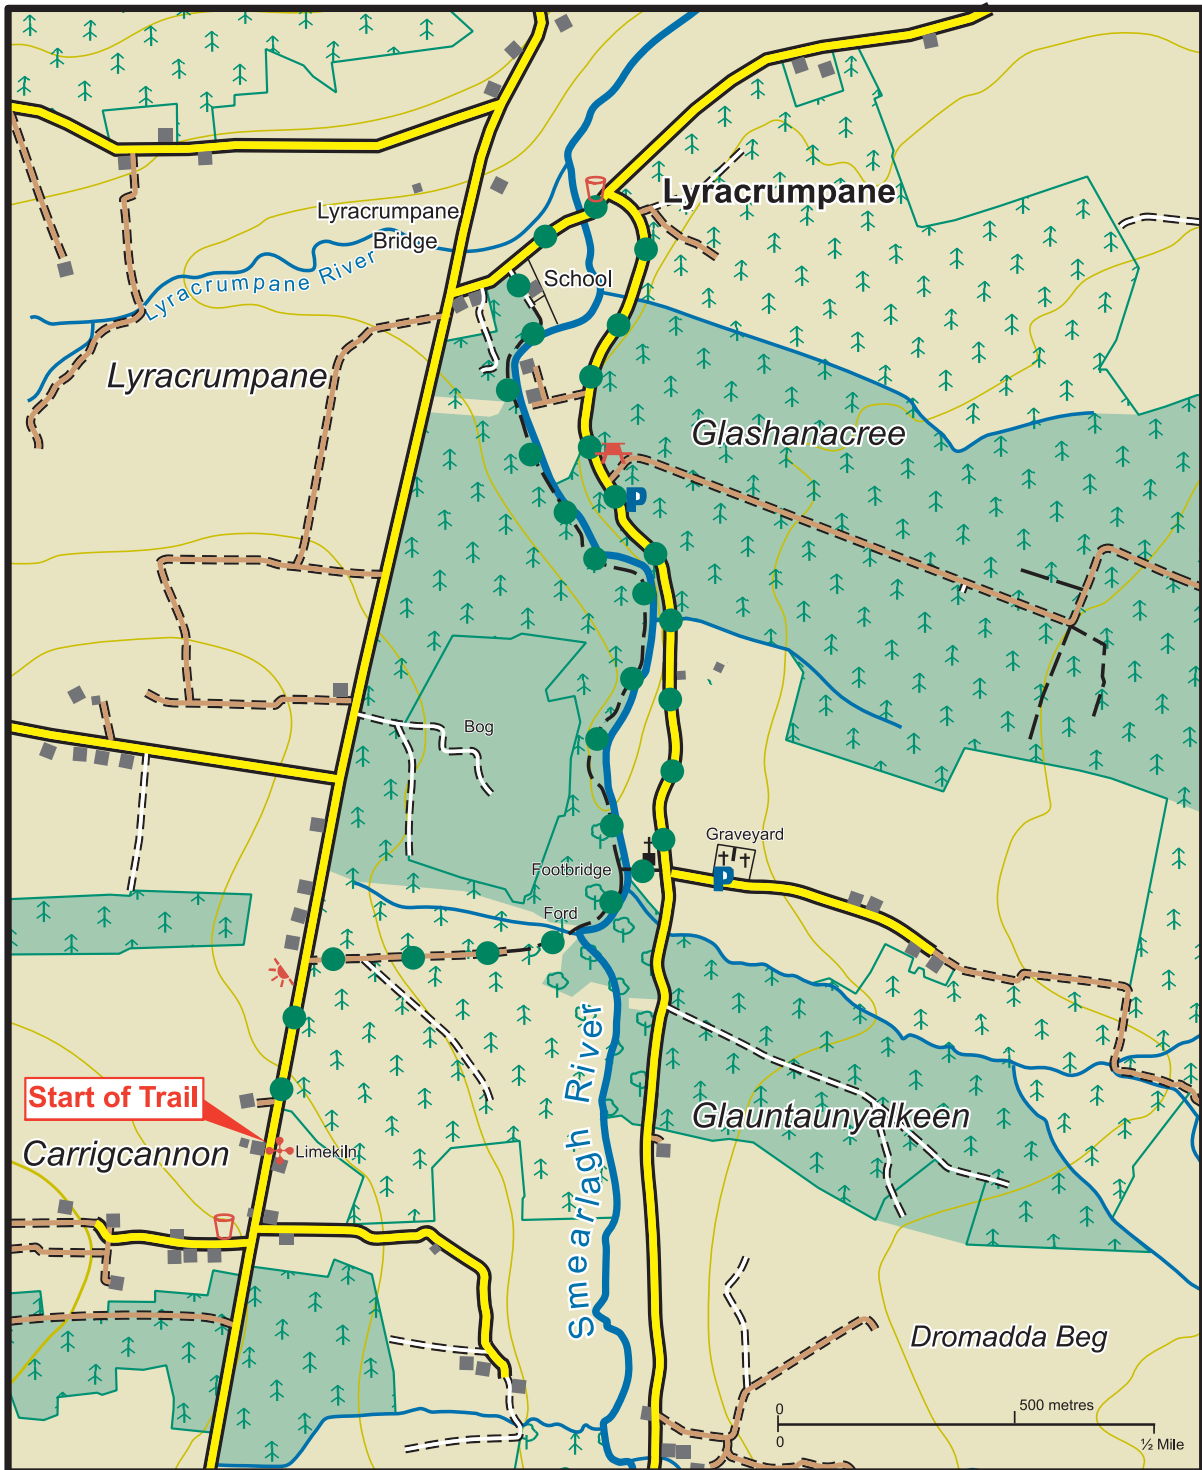 Lyracrumpane
Lyracrumpane
Bridge
Lyracrumpane River
School
Lyracrumpane
Glashanacree
P
Bog
Graveyard
Footbridge
P
Ford
Smearlagh River
Start of Trail
Glauntaunyalkeen
Carrigcannon
Limekiln
Dromadda Beg
0
500 metres
0
½ Mile